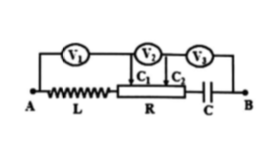 V₁ V₂ V₃
C₁ C₂
A L R C B